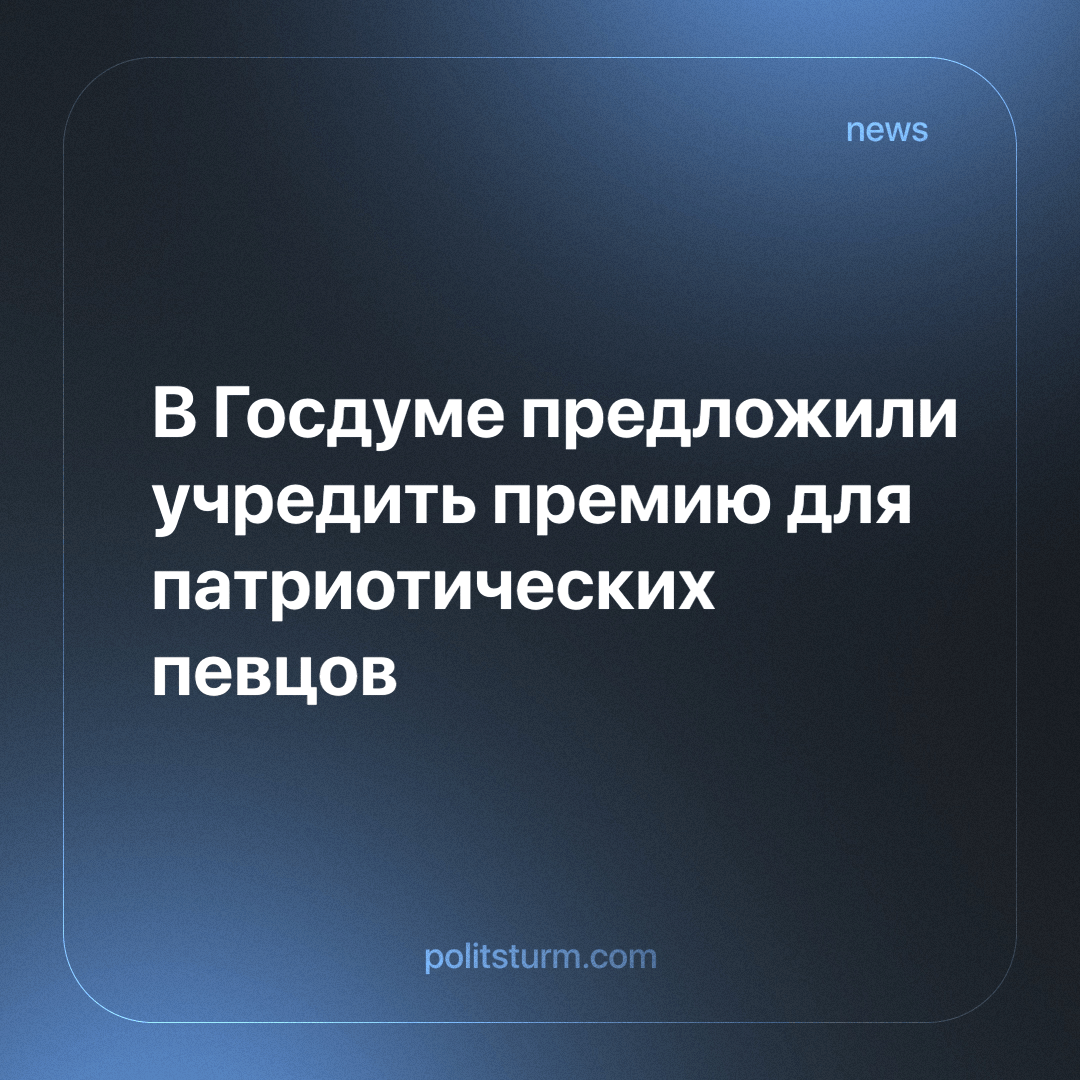 news
В Госдуме предложили
учредить премию для
патриотических
певцов
politsturm.com